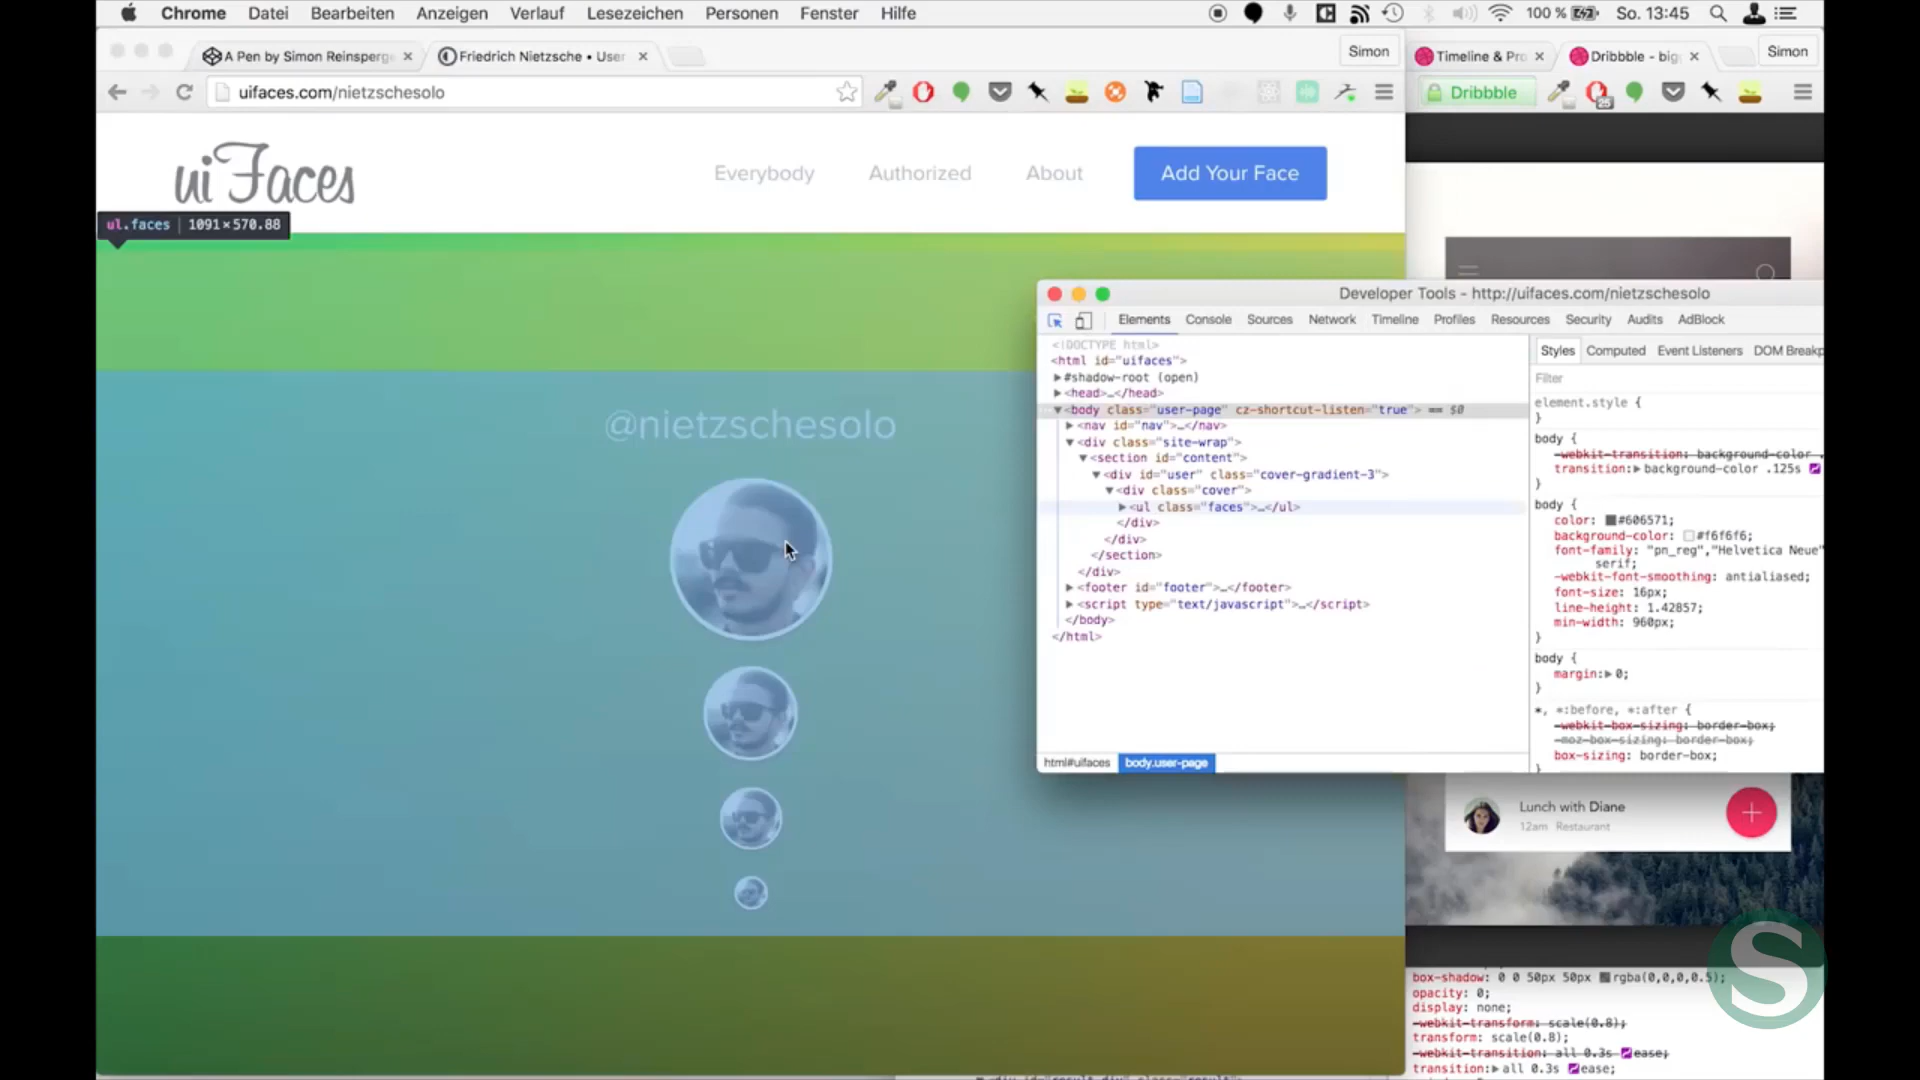 Chrome Datei Bearbeiten Anzeigen Verlauf Lesezeichen Personen Fenster Hilfe 100 % So. 13:45
A Pen by Simon Reinsperge Friedrich Nietzsche • User Simon
uifaces.com/nietzschesolo
Timeline & Pro Dribbble - big Simon
Dribbble 25
ui Faces
Everybody Authorized About Add Your Face
ul.faces | 1091×570.88
@nietzschesolo
Developer Tools - http://uifaces.com/nietzschesolo
Elements Console Sources Network Timeline Profiles Resources Security Audits AdBlock
<!DOCTYPE html>
<html id="uifaces">
▶#shadow-root (open)
▶<head>…</head>
▼<body class="user-page" cz-shortcut-listen="true"> == $0
▶<nav id="nav">…</nav>
▼<div class="site-wrap">
▼<section id="content">
▼<div id="user" class="cover-gradient-3">
▼<div class="cover">
▶<ul class="faces">…</ul>
</div>
</div>
</section>
</div>
▶<footer id="footer">…</footer>
▶<script type="text/javascript">…</script>
</body>
</html>
html#uifaces body.user-page
Styles Computed Event Listeners DOM Breakp
Filter
element.style {
}
body {
-webkit-transition: background-color .
transition:▶background-color .125s
}
body {
color: #606571;
background-color: #f6f6f6;
font-family: "pn_reg","Helvetica Neue"
serif;
-webkit-font-smoothing: antialiased;
font-size: 16px;
line-height: 1.42857;
min-width: 960px;
}
body {
margin:▶0;
}
*, *:before, *:after {
-webkit-box-sizing: border-box;
-moz-box-sizing: border-box;
box-sizing: border-box;
}
Lunch with Diane
12am Restaurant
box-shadow: 0 0 50px 50px rgba(0,0,0,0.5);
opacity: 0;
display: none;
-webkit-transform: scale(0.8);
transform: scale(0.8);
-webkit-transition: all 0.3s ease;
transition:▶all 0.3s ease;
S